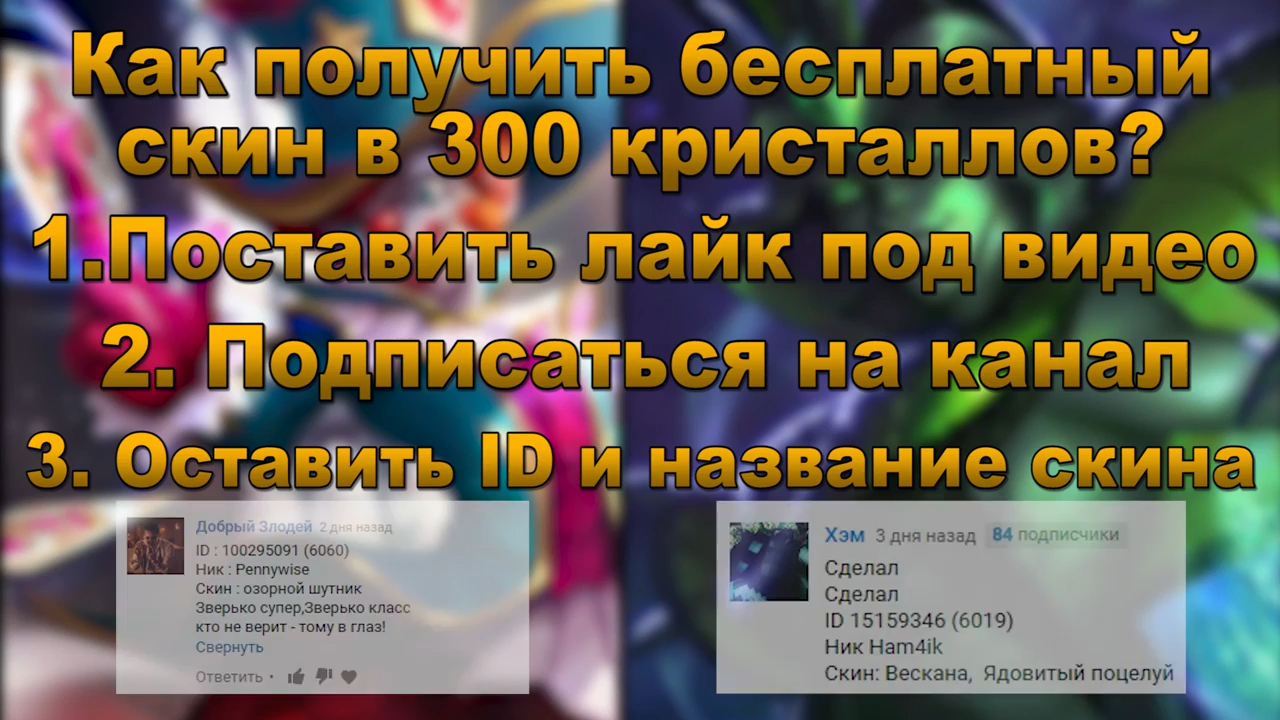 Как получить бесплатный
скин в 300 кристаллов?
1.Поставить лайк под видео
2. Подписаться на канал
3. Оставить ID и название скина
Добрый Злодей 2 дня назад
ID : 100295091 (6060)
Ник : Pennywise
Скин : озорной шутник
Зверько супер,Зверько класс
кто не верит - тому в глаз!
Свернуть
Ответить •
Хэм 3 дня назад 84 подписчики
Сделал
Сделал
ID 15159346 (6019)
Ник Ham4ik
Скин: Вескана, Ядовитый поцелуй